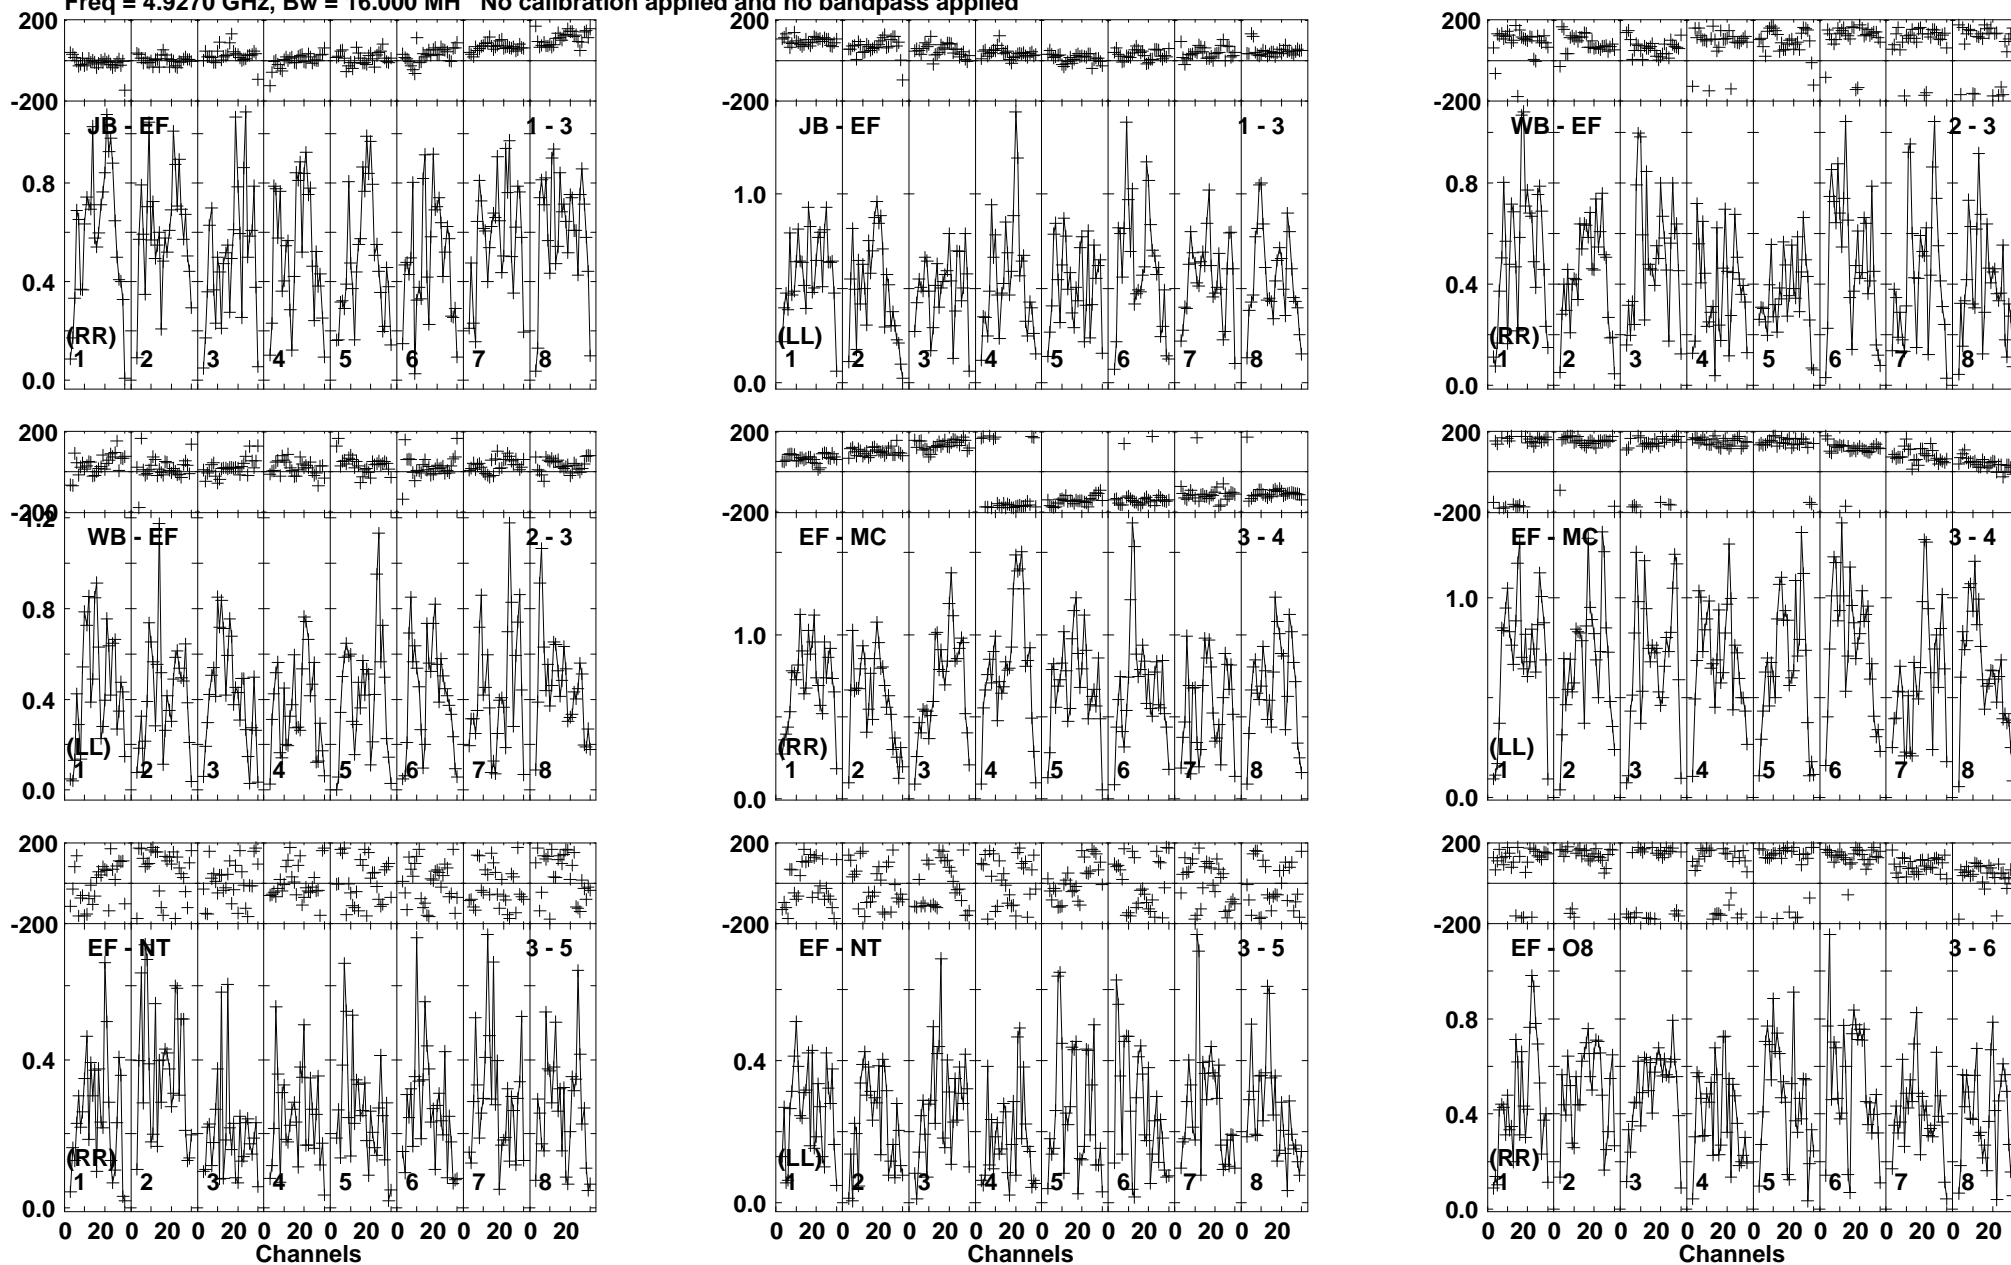 Freq = 4.9270 GHz, Bw = 16.000 MH No calibration applied and no bandpass applied
200
-200
JB - EF 1 - 3
0.8
0.4
(RR)
1 2 3 4 5 6 7 8
0.0
200
-200
JB - EF 1 - 3
1.0
(LL)
1 2 3 4 5 6 7 8
0.0
200
-200
WB - EF 2 - 3
0.8
0.4
(RR)
1 2 3 4 5 6 7 8
0.0
200
-200
1.2
WB - EF 2 - 3
0.8
0.4
(LL)
1 2 3 4 5 6 7 8
0.0
200
-200
EF - MC 3 - 4
1.0
(RR)
1 2 3 4 5 6 7 8
0.0
200
-200
EF - MC 3 - 4
1.0
(LL)
1 2 3 4 5 6 7 8
0.0
200
-200
EF - NT 3 - 5
0.4
(RR)
1 2 3 4 5 6 7 8
0.0
0 20 0 20 0 20 0 20 0 20 0 20 0 20 0 20
Channels
200
-200
EF - NT 3 - 5
0.4
(LL)
1 2 3 4 5 6 7 8
0.0
0 20 0 20 0 20 0 20 0 20 0 20 0 20 0 20
Channels
200
-200
EF - O8 3 - 6
0.8
0.4
(RR)
1 2 3 4 5 6 7 8
0.0
0 20 0 20 0 20 0 20 0 20 0 20 0 20 0 20
Channels